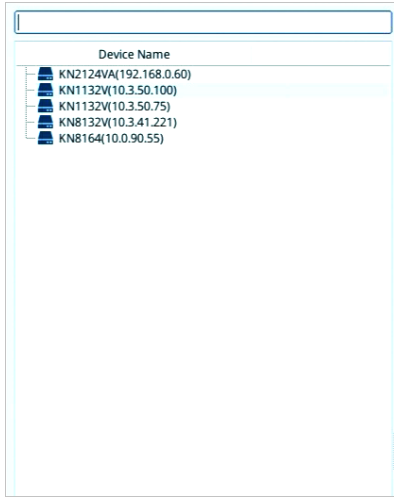 Device Name
KN2124VA(192.168.0.60)
KN1132V(10.3.50.100)
KN1132V(10.3.50.75)
KN8132V(10.3.41.221)
KN8164(10.0.90.55)